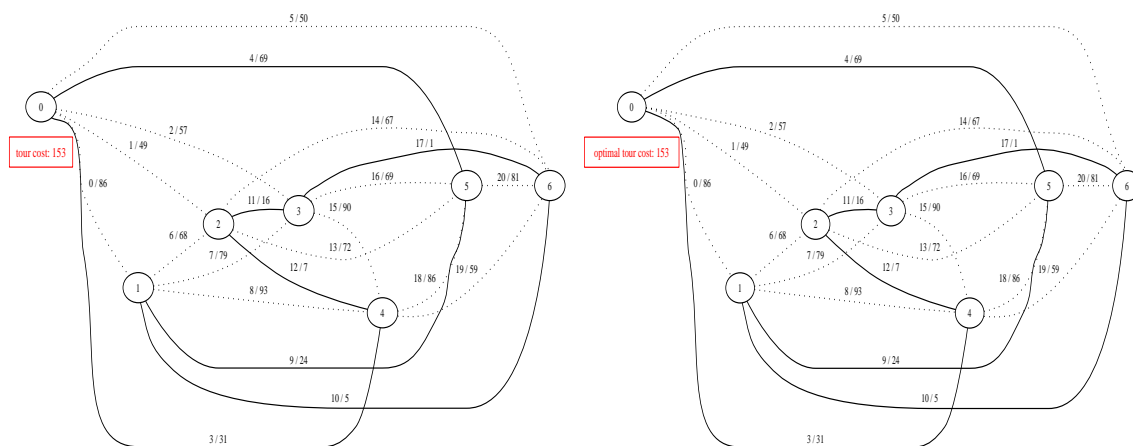 5 / 50
4 / 69
0
2 / 57
14 / 67
17 / 1
tour cost: 153
1 / 49
16 / 69
20 / 81
0 / 86
5
6
11 / 16
3
15 / 90
2
6 / 68
7 / 79
13 / 72
12 / 7
18 / 86
19 / 59
1
8 / 93
4
9 / 24
10 / 5
3 / 31
5 / 50
4 / 69
0
2 / 57
14 / 67
17 / 1
optimal tour cost: 153
1 / 49
16 / 69
20 / 81
0 / 86
5
6
11 / 16
3
15 / 90
2
6 / 68
7 / 79
13 / 72
12 / 7
18 / 86
19 / 59
1
8 / 93
4
9 / 24
10 / 5
3 / 31